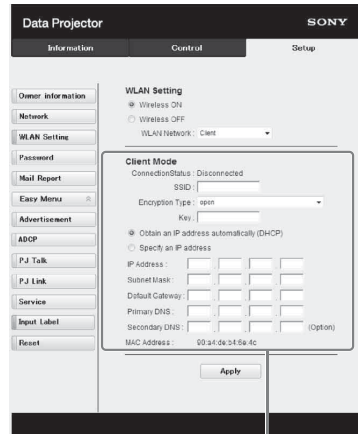 Data Projector
SONY
Information
Control
Setup
Owner information
Network
WLAN Setting
Password
Mail Report
Easy Menu
Advertisement
ADCP
PJ Talk
PJ Link
Service
Input Label
Reset
WLAN Setting
Wireless ON
Wireless OFF
WLAN Network : Client
Client Mode
ConnectionStatus : Disconnected
SSID :
Encryption Type : open
Key :
Obtain an IP address automatically (DHCP)
Specify an IP address
IP Address :
Subnet Mask :
Default Gateway :
Primary DNS :
Secondary DNS : (Option)
MAC Address : 90:a4:de:b4:6e:4c
Apply